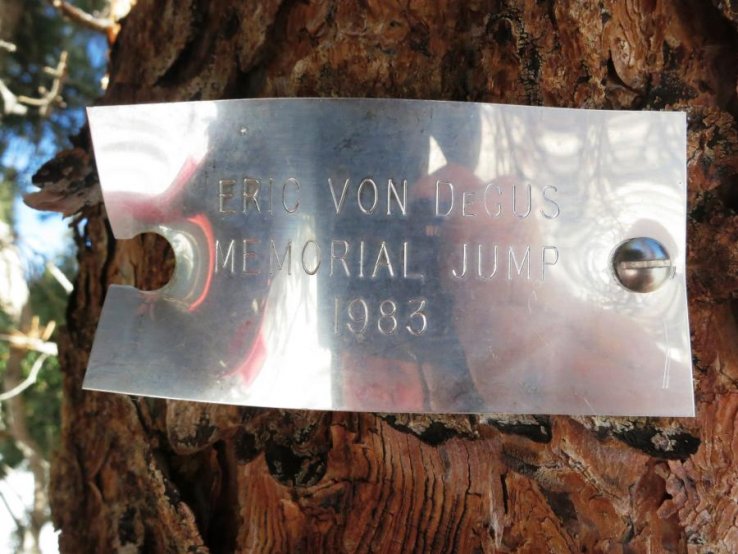 ERIC VON DeGUS
MEMORIAL JUMP
1983